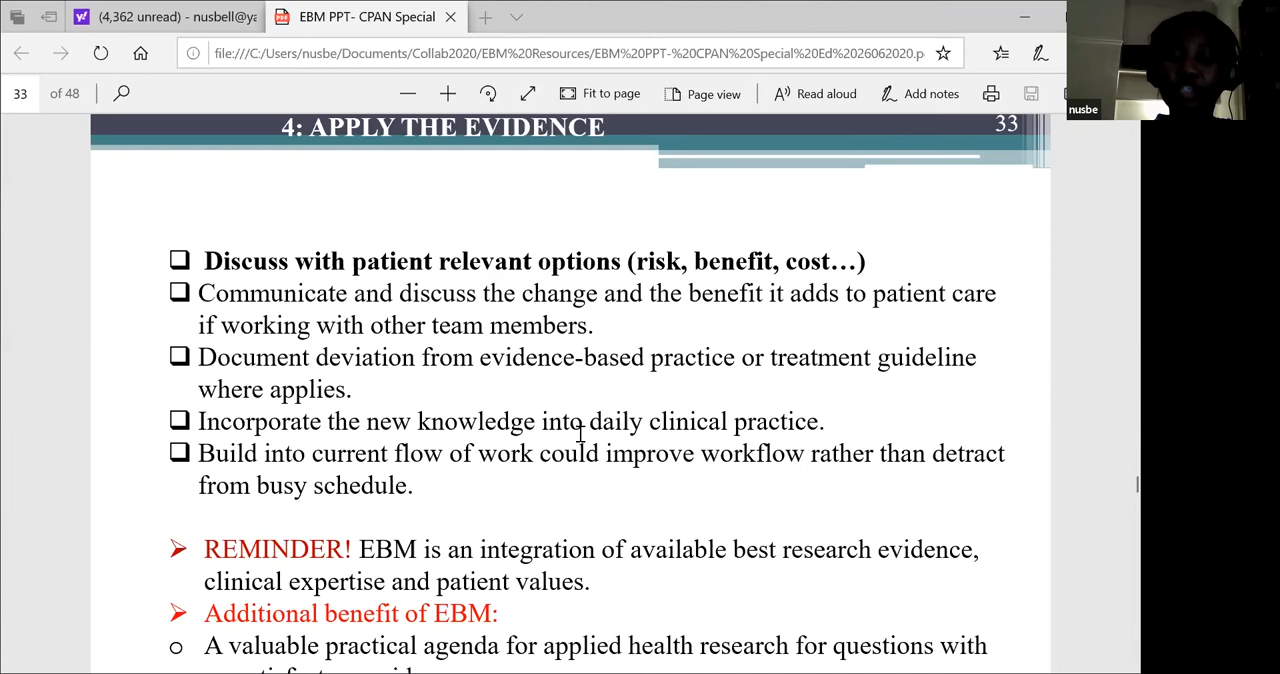 (4,362 unread) - nusbell@ya
EBM PPT- CPAN Special
file:///C:/Users/nusbe/Documents/Collab2020/EBM%20Resources/EBM%20PPT-%20CPAN%20Special%20Ed%2026062020.p
33 of 48
Fit to page
Page view
Read aloud
Add notes
nusbe
4: APPLY THE EVIDENCE
33
Discuss with patient relevant options (risk, benefit, cost…)
Communicate and discuss the change and the benefit it adds to patient care
if working with other team members.
Document deviation from evidence-based practice or treatment guideline
where applies.
Incorporate the new knowledge into daily clinical practice.
Build into current flow of work could improve workflow rather than detract
from busy schedule.
REMINDER! EBM is an integration of available best research evidence,
clinical expertise and patient values.
Additional benefit of EBM:
A valuable practical agenda for applied health research for questions with